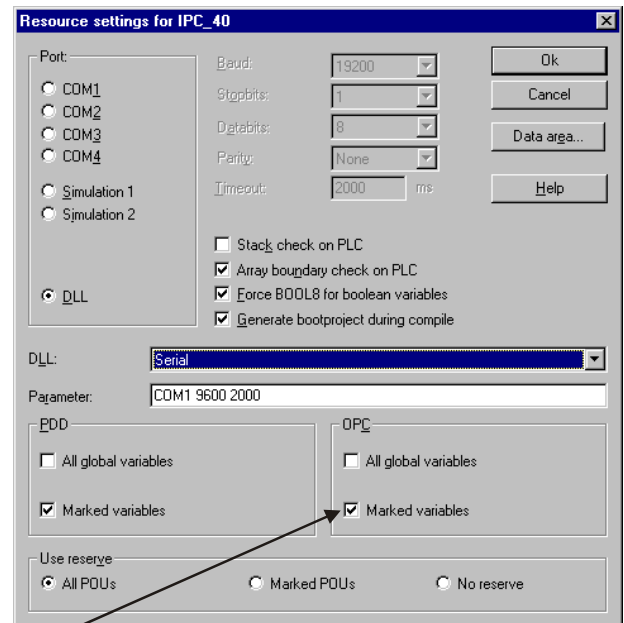 Resource settings for IPC_40
Port:
COM1
COM2
COM3
COM4
Simulation 1
Simulation 2
DLL
Baud: 19200
Stopbits: 1
Databits: 8
Parity: None
Timeout: 2000 ms
Ok
Cancel
Data area...
Help
Stack check on PLC
Array boundary check on PLC
Force BOOL8 for boolean variables
Generate bootproject during compile
DLL: Serial
Parameter: COM1 9600 2000
PDD
All global variables
Marked variables
OPC
All global variables
Marked variables
Use reserve
All POUs Marked POUs No reserve